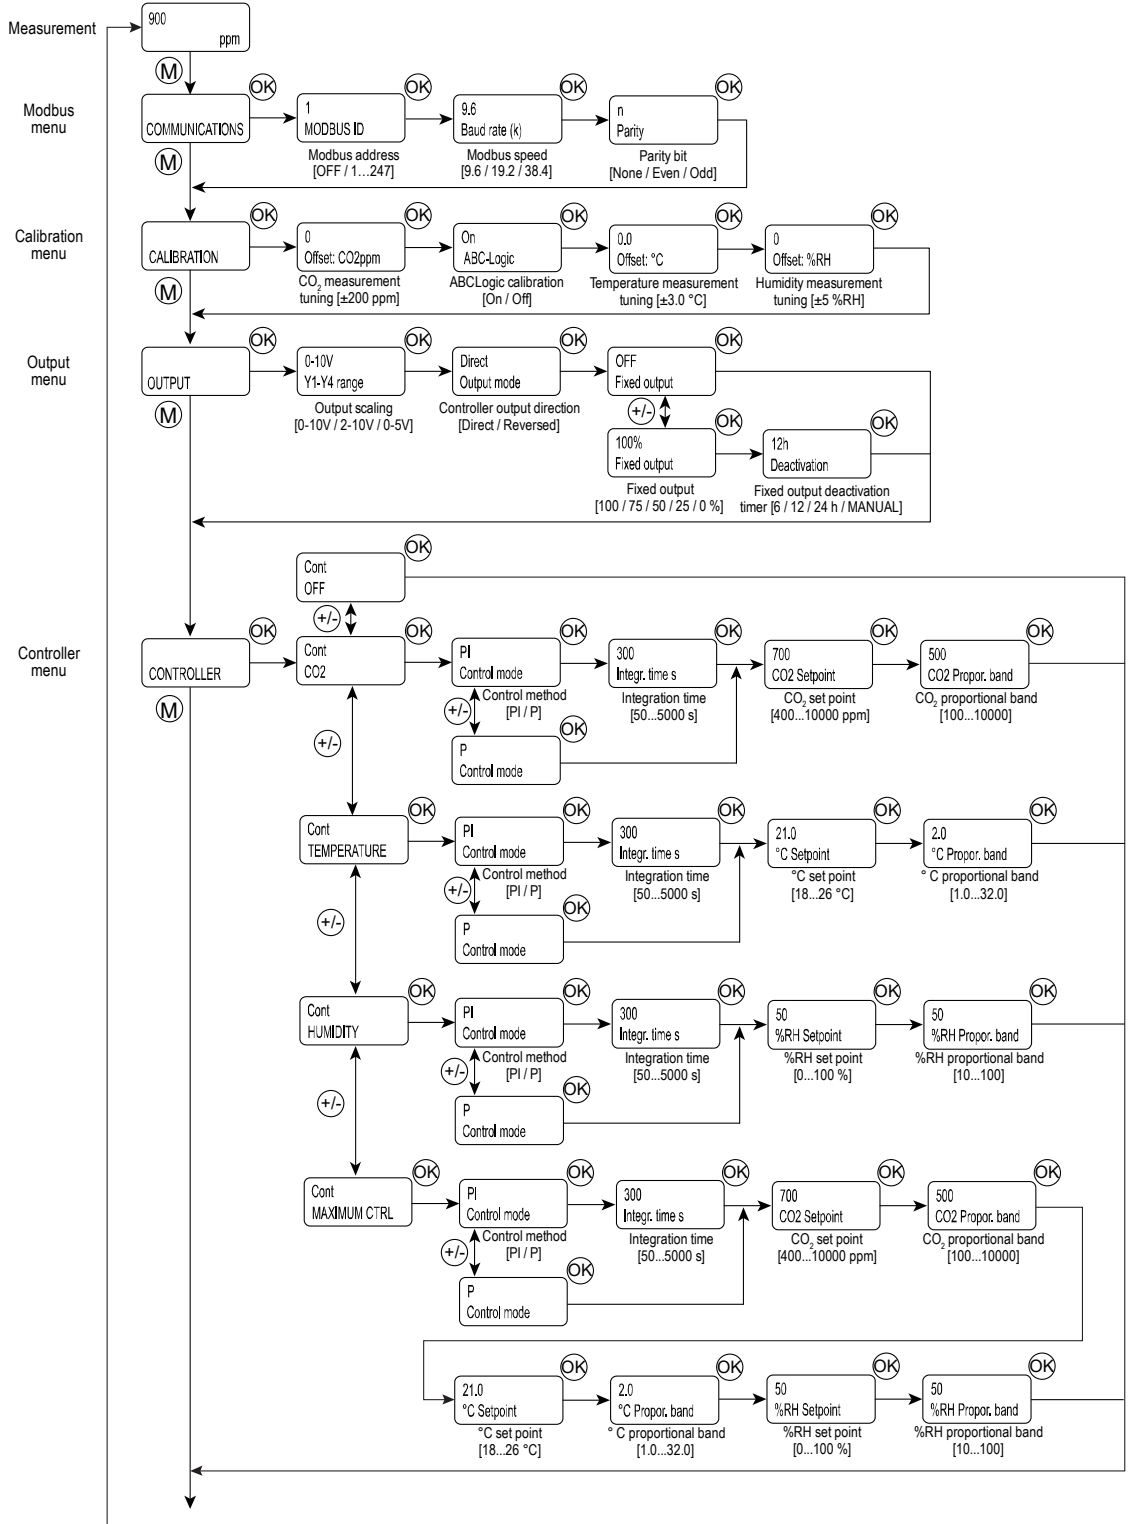 Measurement
900
ppm
M
Modbus
menu
COMMUNICATIONS
OK
1
MODBUS ID
OK
9.6
Baud rate (k)
OK
n
Parity
OK
Modbus address
[OFF / 1...247]
Modbus speed
[9.6 / 19.2 / 38.4]
Parity bit
[None / Even / Odd]
M
Calibration
menu
CALIBRATION
OK
0
Offset: CO2ppm
OK
On
ABC-Logic
OK
0.0
Offset: °C
OK
0
Offset: %RH
OK
CO₂ measurement
tuning [±200 ppm]
ABCLogic calibration
[On / Off]
Temperature measurement
tuning [±3.0 °C]
Humidity measurement
tuning [±5 %RH]
M
Output
menu
OUTPUT
OK
0-10V
Y1-Y4 range
OK
Direct
Output mode
OK
OFF
Fixed output
OK
Output scaling
[0-10V / 2-10V / 0-5V]
Controller output direction
[Direct / Reversed]
+/-
100%
Fixed output
OK
12h
Deactivation
OK
Fixed output
[100 / 75 / 50 / 25 / 0 %]
Fixed output deactivation
timer [6 / 12 / 24 h / MANUAL]
M
Cont
OFF
OK
+/-
Controller
menu
CONTROLLER
OK
Cont
CO2
OK
PI
Control mode
OK
300
Integr. time s
OK
700
CO2 Setpoint
OK
500
CO2 Propor. band
OK
Control method
[PI / P]
Integration time
[50...5000 s]
CO₂ set point
[400...10000 ppm]
CO₂ proportional band
[100...10000]
M
+/-
+/-
P
Control mode
OK
Cont
TEMPERATURE
OK
PI
Control mode
OK
300
Integr. time s
OK
21.0
°C Setpoint
OK
2.0
°C Propor. band
OK
Control method
[PI / P]
Integration time
[50...5000 s]
°C set point
[18...26 °C]
° C proportional band
[1.0...32.0]
+/-
+/-
P
Control mode
OK
Cont
HUMIDITY
OK
PI
Control mode
OK
300
Integr. time s
OK
50
%RH Setpoint
OK
50
%RH Propor. band
OK
Control method
[PI / P]
Integration time
[50...5000 s]
%RH set point
[0...100 %]
%RH proportional band
[10...100]
+/-
+/-
P
Control mode
OK
Cont
MAXIMUM CTRL
OK
PI
Control mode
OK
300
Integr. time s
OK
700
CO2 Setpoint
OK
500
CO2 Propor. band
OK
Control method
[PI / P]
Integration time
[50...5000 s]
CO₂ set point
[400...10000 ppm]
CO₂ proportional band
[100...10000]
+/-
P
Control mode
OK
21.0
°C Setpoint
OK
2.0
°C Propor. band
OK
50
%RH Setpoint
OK
50
%RH Propor. band
OK
°C set point
[18...26 °C]
° C proportional band
[1.0...32.0]
%RH set point
[0...100 %]
%RH proportional band
[10...100]